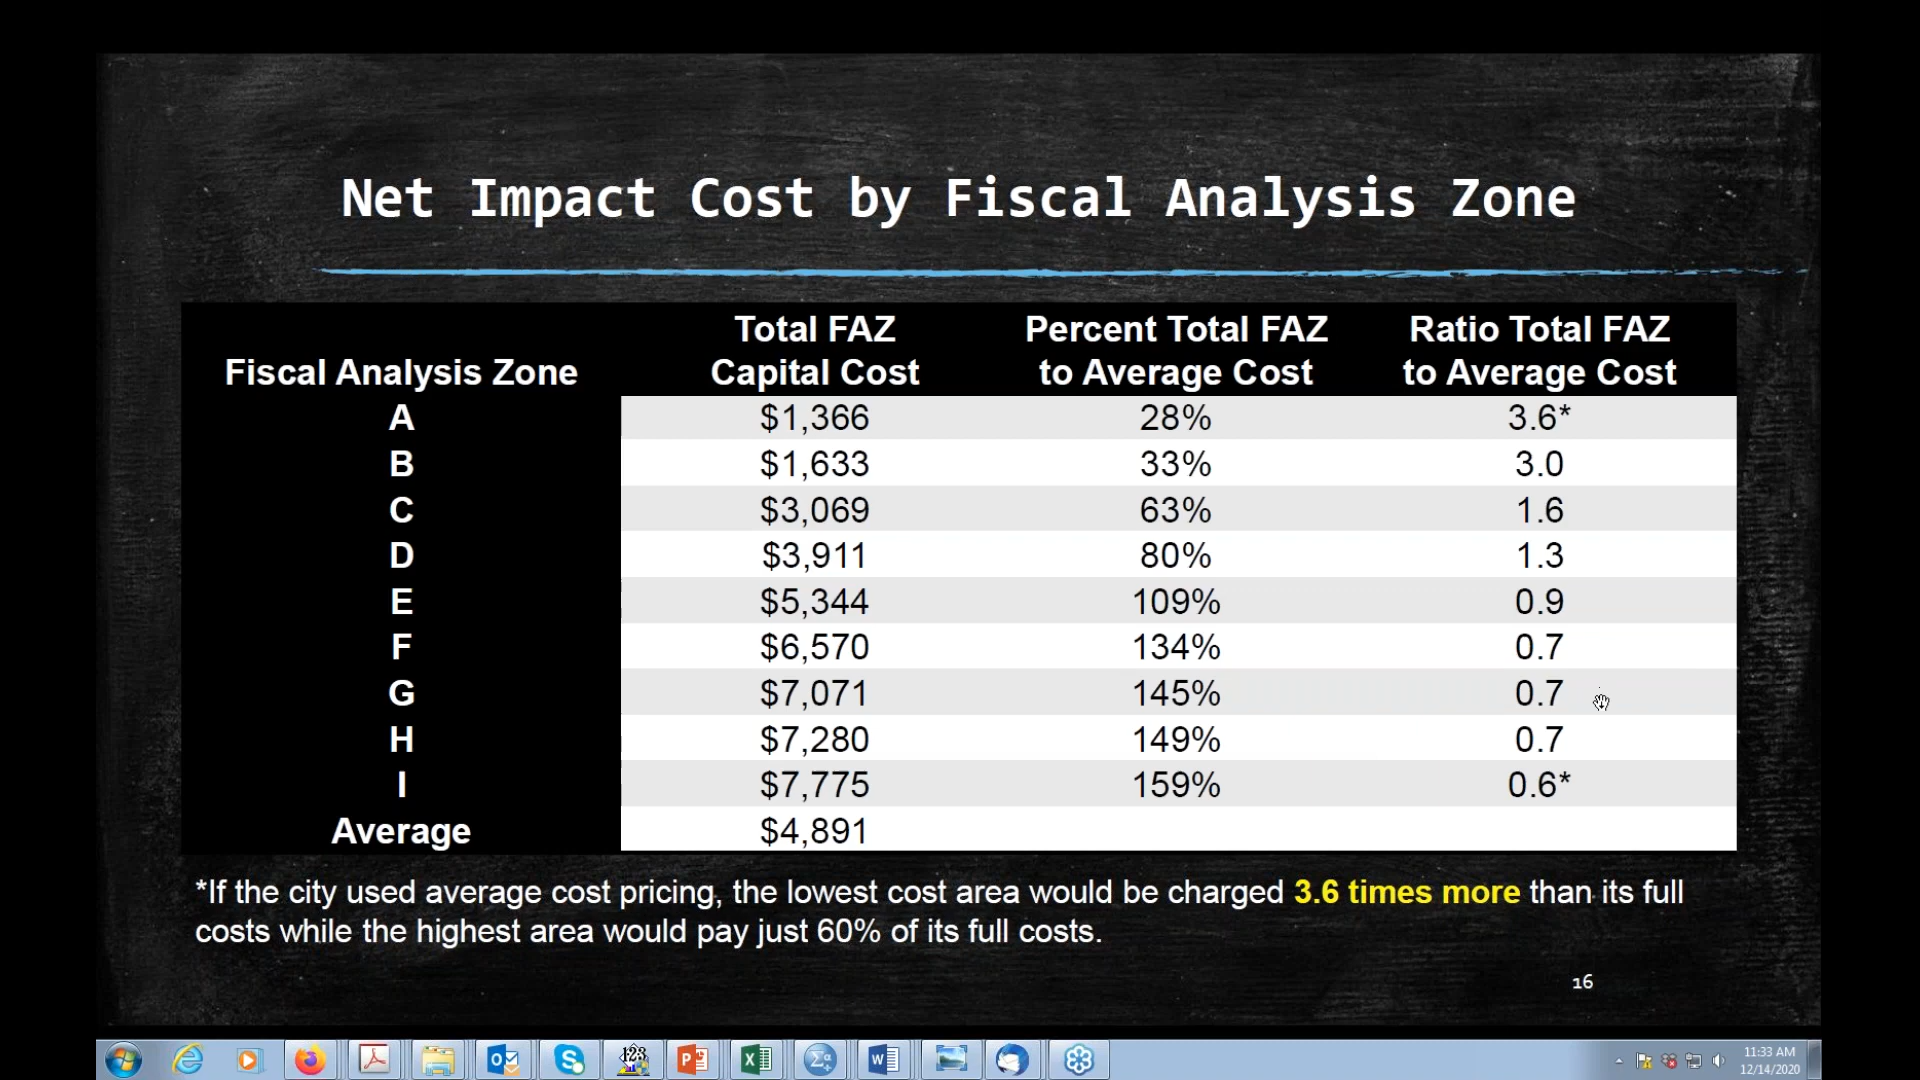 Net Impact Cost by Fiscal Analysis Zone
Fiscal Analysis Zone Total FAZ Capital Cost Percent Total FAZ to Average Cost Ratio Total FAZ to Average Cost
A $1,366 28% 3.6*
B $1,633 33% 3.0
C $3,069 63% 1.6
D $3,911 80% 1.3
E $5,344 109% 0.9
F $6,570 134% 0.7
G $7,071 145% 0.7
H $7,280 149% 0.7
I $7,775 159% 0.6*
Average $4,891
*If the city used average cost pricing, the lowest cost area would be charged 3.6 times more than its full
costs while the highest area would pay just 60% of its full costs.
16
123
11:33 AM
12/14/2020